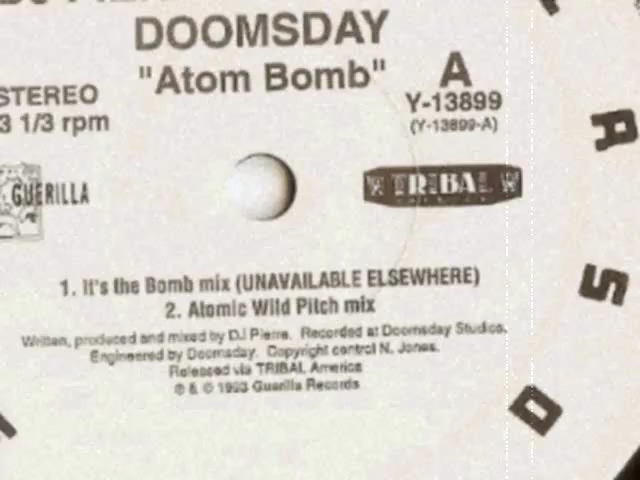 DOOMSDAY
"Atom Bomb"
STEREO
3 1/3 rpm
A
Y-13899
(Y-13899-A)
GUERILLA
TRIBAL
1. It's the Bomb mix (UNAVAILABLE ELSEWHERE)
2. Atomic Wild Pitch mix
Written, produced and mixed by DJ Pierre. Recorded at Doomsday Studios.
Engineered by Doomsday. Copyright control N. Jones.
Released via TRIBAL America
℗ & © 1993 Guerilla Records
R
S
D